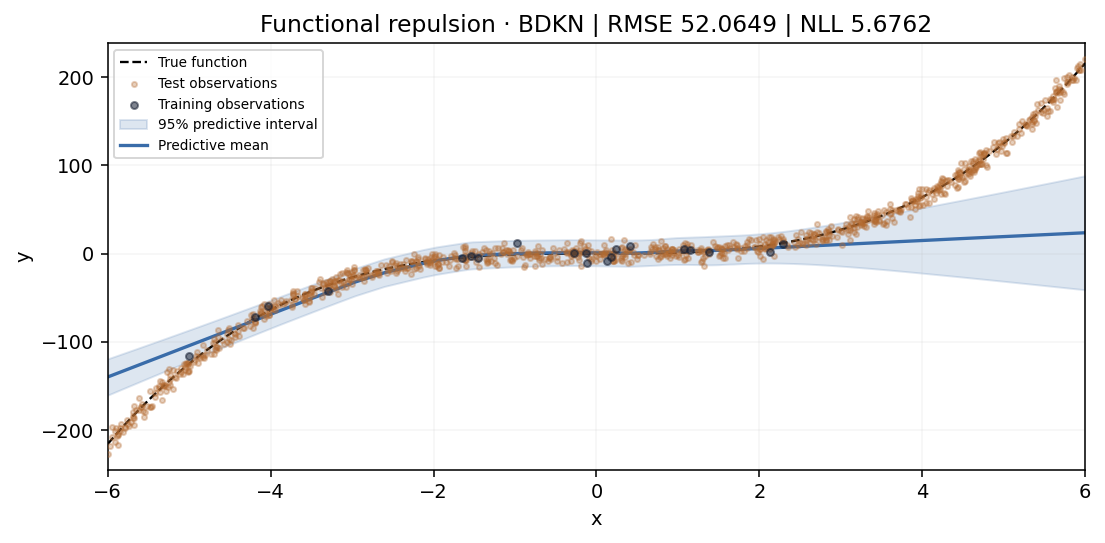 Functional repulsion · BDKN | RMSE 52.0649 | NLL 5.6762
True function
Test observations
Training observations
95% predictive interval
Predictive mean
200
100
0
−100
−200
y
−6 −4 −2 0 2 4 6
x